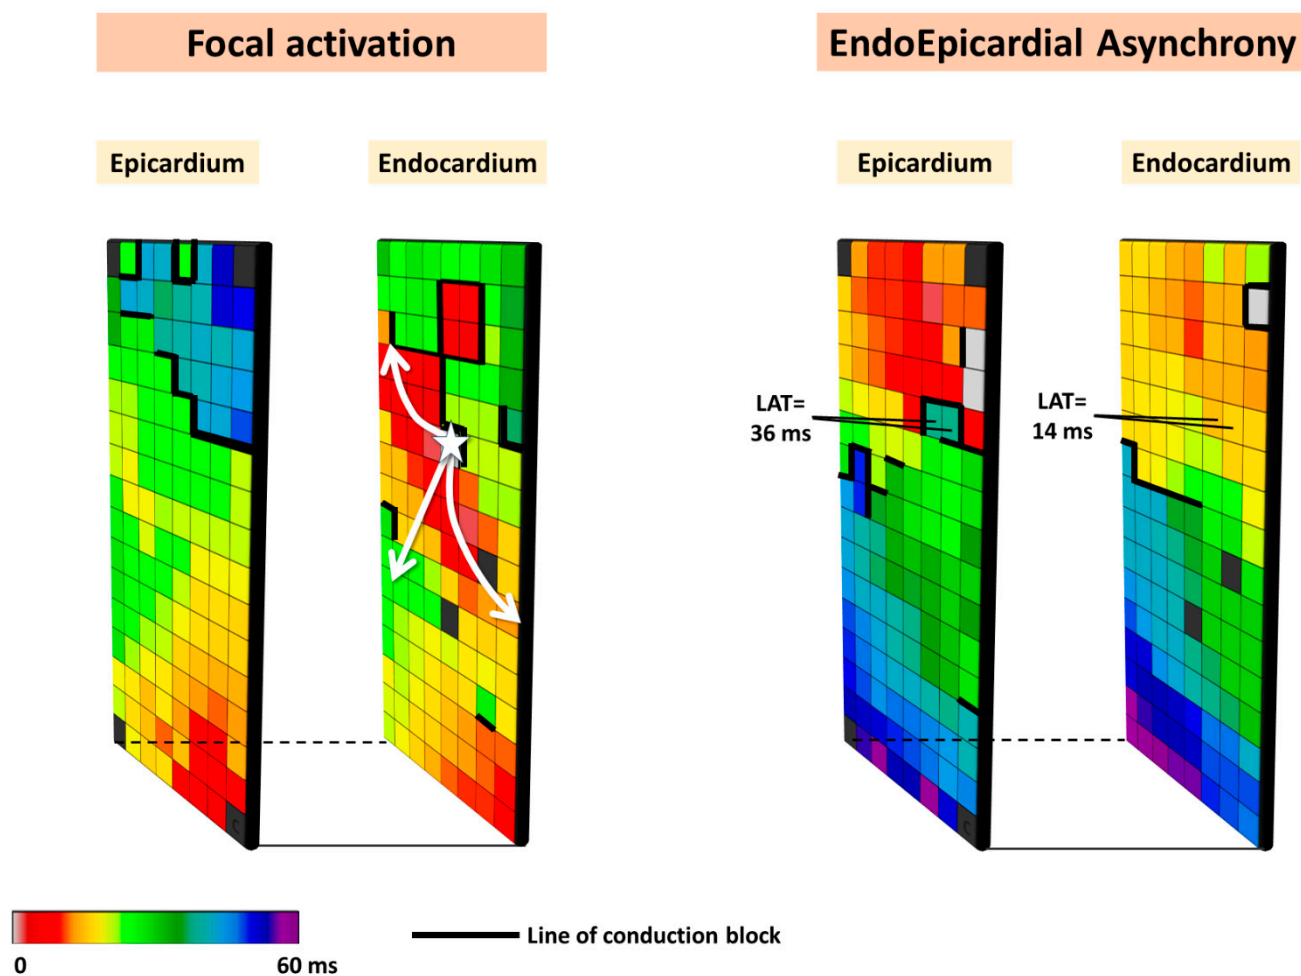 Focal activation
EndoEpicardial Asynchrony
Epicardium
Endocardium
Epicardium
Endocardium
LAT=
36 ms
LAT=
14 ms
C
C
0
60 ms
Line of conduction block